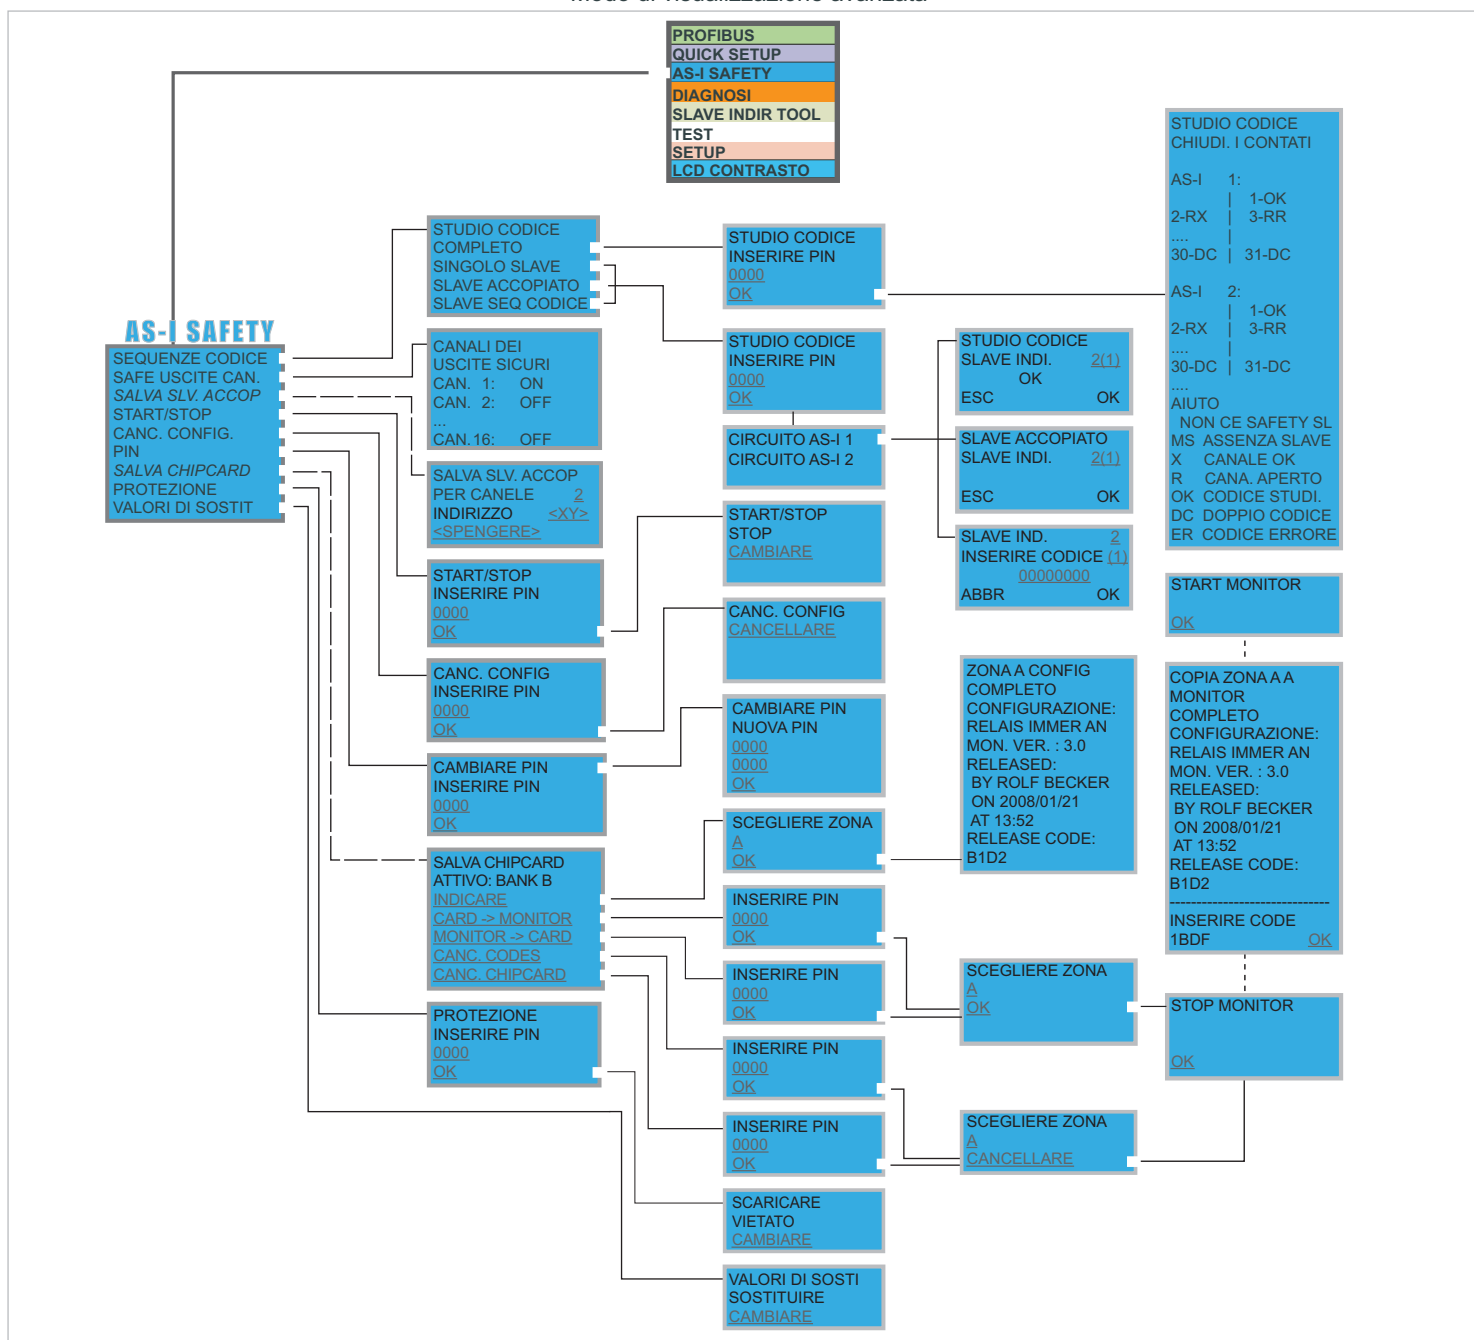 PROFIBUS
QUICK SETUP
AS-I SAFETY
DIAGNOSI
SLAVE INDIR TOOL
TEST
SETUP
LCD CONTRASTO
AS-I SAFETY
SEQUENZE CODICE
SAFE USCITE CAN.
SALVA SLV. ACCOP
START/STOP
CANC. CONFIG.
PIN
SALVA CHIPCARD
PROTEZIONE
VALORI DI SOSTIT
STUDIO CODICE
COMPLETO
SINGOLO SLAVE
SLAVE ACCOPIATO
SLAVE SEQ CODICE
CANALI DEI
USCITE SICURI
CAN. 1: ON
CAN. 2: OFF
...
CAN.16: OFF
SALVA SLV. ACCOP
PER CANELE 2
INDIRIZZO <XY>
<SPENGERE>
START/STOP
INSERIRE PIN
0000
OK
CANC. CONFIG
INSERIRE PIN
0000
OK
CAMBIARE PIN
INSERIRE PIN
0000
OK
SALVA CHIPCARD
ATTIVO: BANK B
INDICARE
CARD -> MONITOR
MONITOR -> CARD
CANC. CODES
CANC. CHIPCARD
PROTEZIONE
INSERIRE PIN
0000
OK
STUDIO CODICE
INSERIRE PIN
0000
OK
STUDIO CODICE
INSERIRE PIN
0000
OK
CIRCUITO AS-I 1
CIRCUITO AS-I 2
START/STOP
STOP
CAMBIARE
CANC. CONFIG
CANCELLARE
CAMBIARE PIN
NUOVA PIN
0000
0000
OK
SCEGLIERE ZONA
A
OK
INSERIRE PIN
0000
OK
INSERIRE PIN
0000
OK
INSERIRE PIN
0000
OK
INSERIRE PIN
0000
OK
SCARICARE
VIETATO
CAMBIARE
VALORI DI SOSTI
SOSTITUIRE
CAMBIARE
STUDIO CODICE
SLAVE INDI. 2(1)
OK
ESC OK
SLAVE ACCOPIATO
SLAVE INDI. 2(1)
ESC OK
SLAVE IND. 2
INSERIRE CODICE (1)
00000000
ABBR OK
ZONA A CONFIG
COMPLETO
CONFIGURAZIONE:
RELAIS IMMER AN
MON. VER. : 3.0
RELEASED:
BY ROLF BECKER
ON 2008/01/21
AT 13:52
RELEASE CODE:
B1D2
SCEGLIERE ZONA
A
OK
SCEGLIERE ZONA
A
CANCELLARE
STUDIO CODICE
CHIUDI. I CONTATI
AS-I 1:
| 1-OK
2-RX | 3-RR
.... |
30-DC | 31-DC
AS-I 2:
| 1-OK
2-RX | 3-RR
.... |
30-DC | 31-DC
....
AIUTO
NON CE SAFETY SL
MS ASSENZA SLAVE
X CANALE OK
R CANA. APERTO
OK CODICE STUDI.
DC DOPPIO CODICE
ER CODICE ERRORE
START MONITOR
OK
COPIA ZONA A A
MONITOR
COMPLETO
CONFIGURAZIONE:
RELAIS IMMER AN
MON. VER. : 3.0
RELEASED:
BY ROLF BECKER
ON 2008/01/21
AT 13:52
RELEASE CODE:
B1D2
----------------------------
INSERIRE CODE
1BDF OK
STOP MONITOR
OK